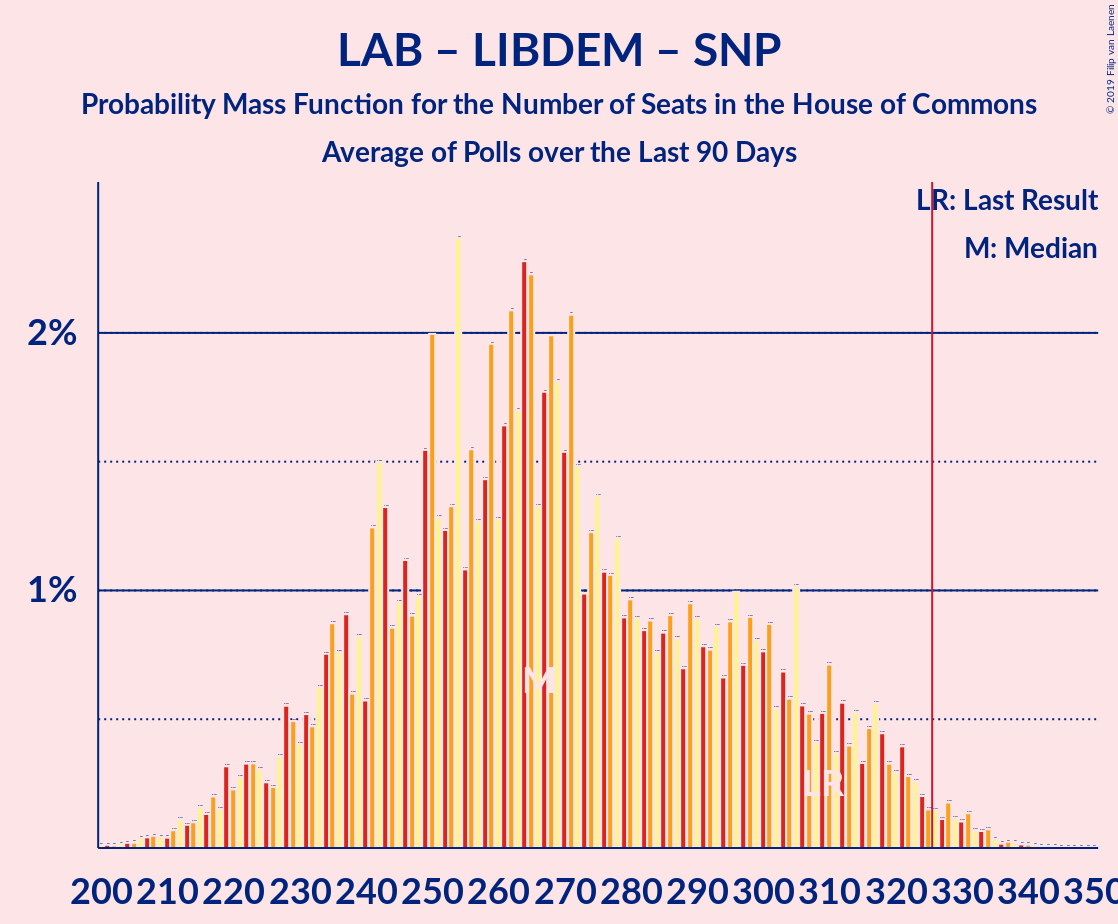 LAB – LIBDEM – SNP
Probability Mass Function for the Number of Seats in the House of Commons
Average of Polls over the Last 90 Days
© 2019 Filip van Laenen
LR: Last Result
M: Median
2%
1%
M
LR
200 210 220 230 240 250 260 270 280 290 300 310 320 330 340 350